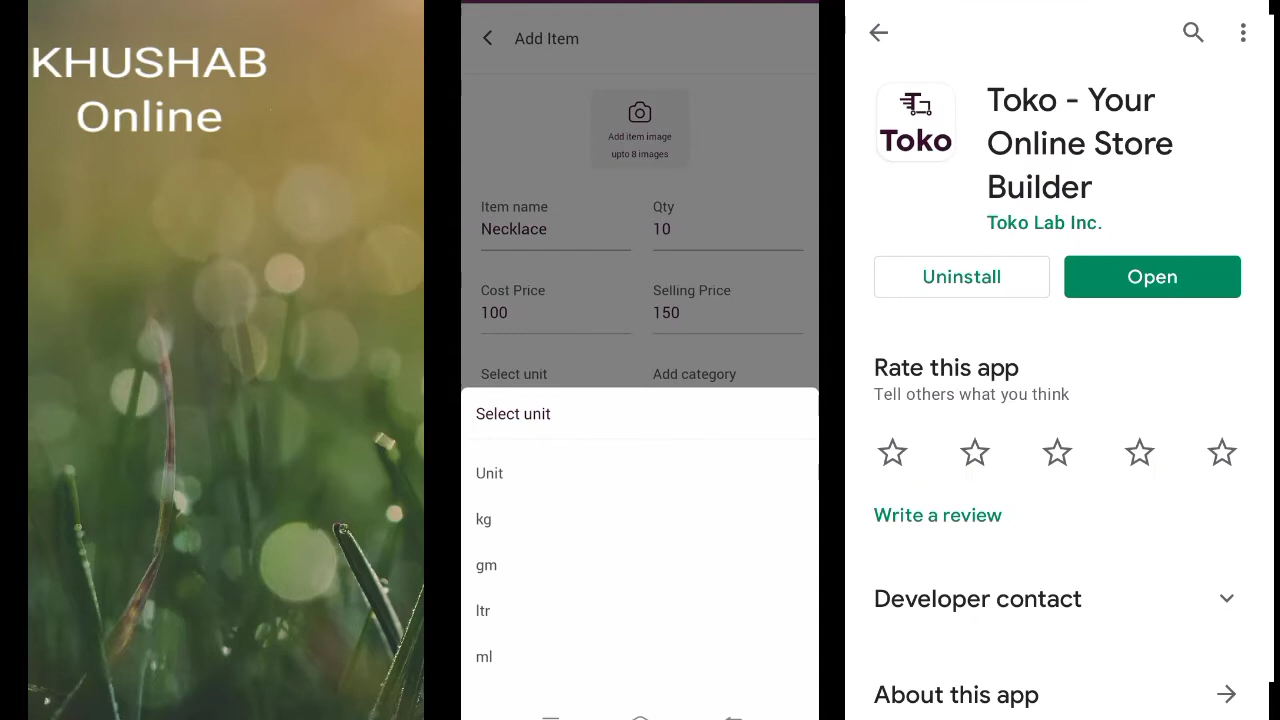 KHUSHAB
Online
Add Item
Add item image
upto 8 images
Item name
Necklace
Qty
10
Cost Price
100
Selling Price
150
Select unit
Add category
Select unit
Unit
kg
gm
ltr
ml
Toko
Toko - Your
Online Store
Builder
Toko Lab Inc.
Uninstall
Open
Rate this app
Tell others what you think
Write a review
Developer contact
About this app